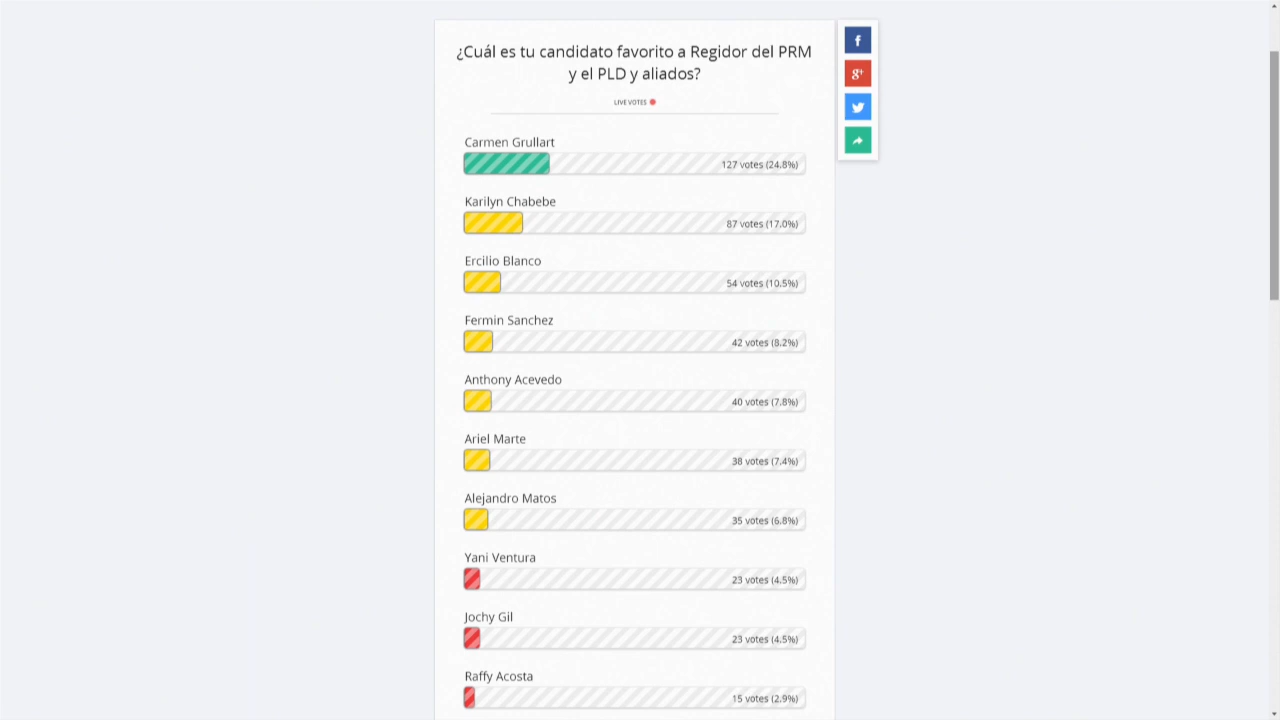 ¿Cuál es tu candidato favorito a Regidor del PRM
y el PLD y aliados?
LIVE VOTES
Carmen Grullart
127 votes (24.8%)
Karilyn Chabebe
87 votes (17.0%)
Ercilio Blanco
54 votes (10.5%)
Fermin Sanchez
42 votes (8.2%)
Anthony Acevedo
40 votes (7.8%)
Ariel Marte
38 votes (7.4%)
Alejandro Matos
35 votes (6.8%)
Yani Ventura
23 votes (4.5%)
Jochy Gil
23 votes (4.5%)
Raffy Acosta
15 votes (2.9%)
f
g+